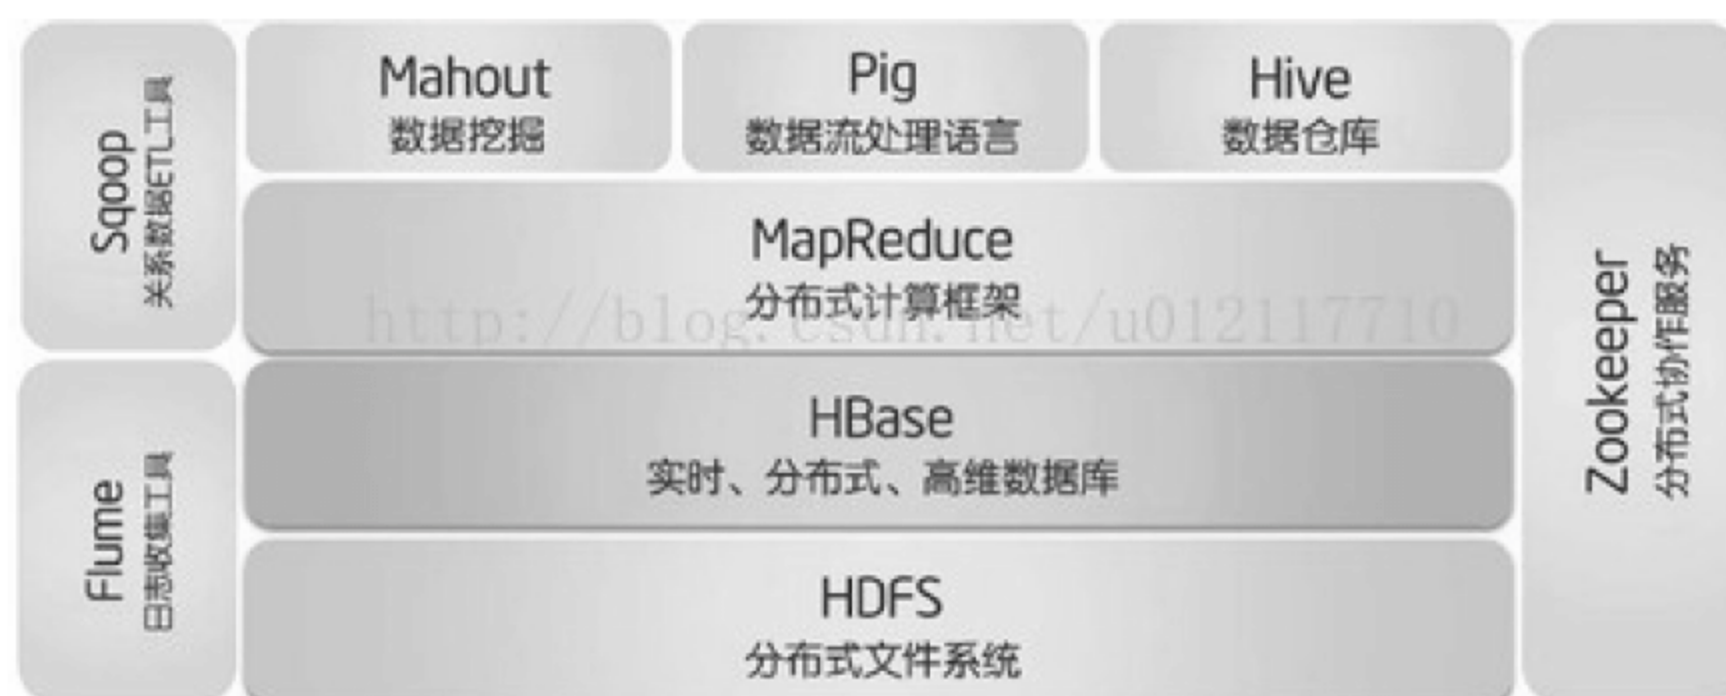 Sqoop
关系数据ETL工具
Mahout
数据挖掘
Pig
数据流处理语言
Hive
数据仓库
MapReduce
分布式计算框架
http://blog.csdn.net/u012117710
Flume
日志收集工具
HBase
实时、分布式、高维数据库
HDFS
分布式文件系统
Zookeeper
分布式协作服务